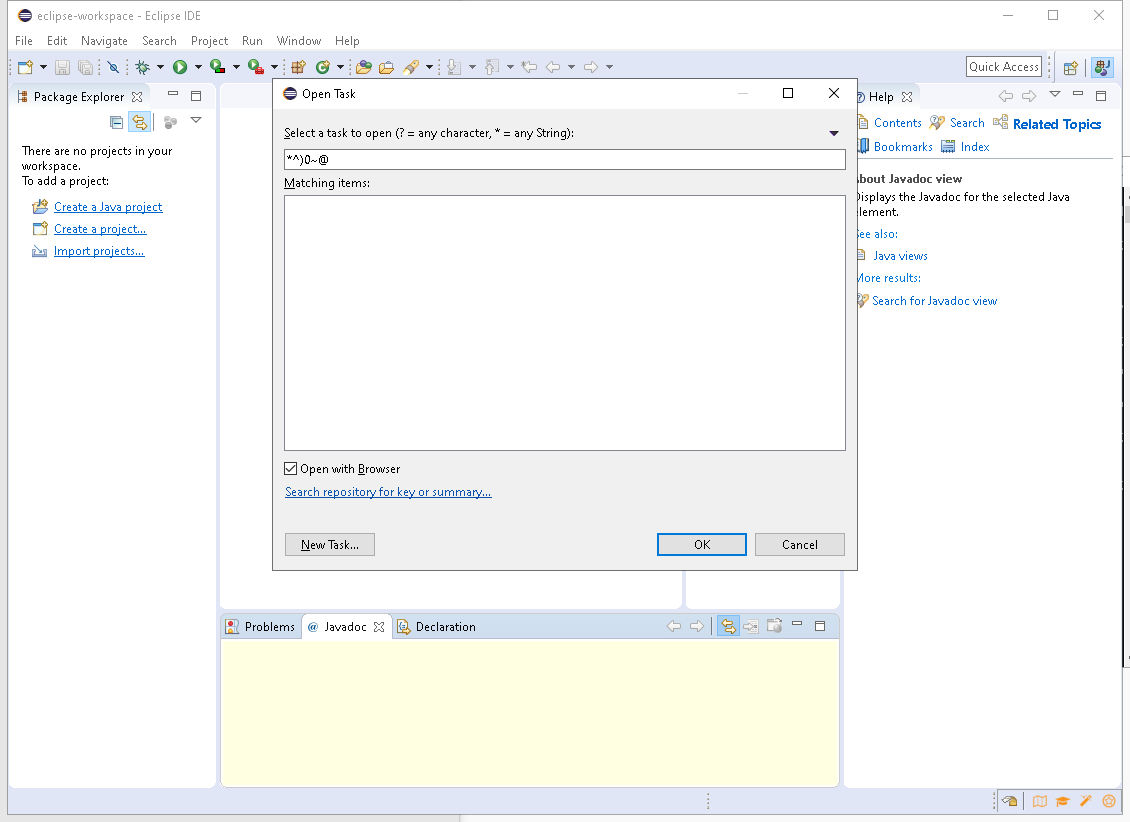 eclipse-workspace - Eclipse IDE
File Edit Navigate Search Project Run Window Help
Quick Access
Package Explorer
There are no projects in your
workspace.
To add a project:
Create a Java project
Create a project...
Import projects...
Open Task
Select a task to open (? = any character, * = any String):
*^^)0~@
Matching items:
Open with Browser
Search repository for key or summary...
New Task...
OK
Cancel
Help
Contents Search Related Topics
Bookmarks Index
About Javadoc view
Displays the Javadoc for the selected Java
element.
See also:
Java views
More results:
Search for Javadoc view
Problems @ Javadoc Declaration